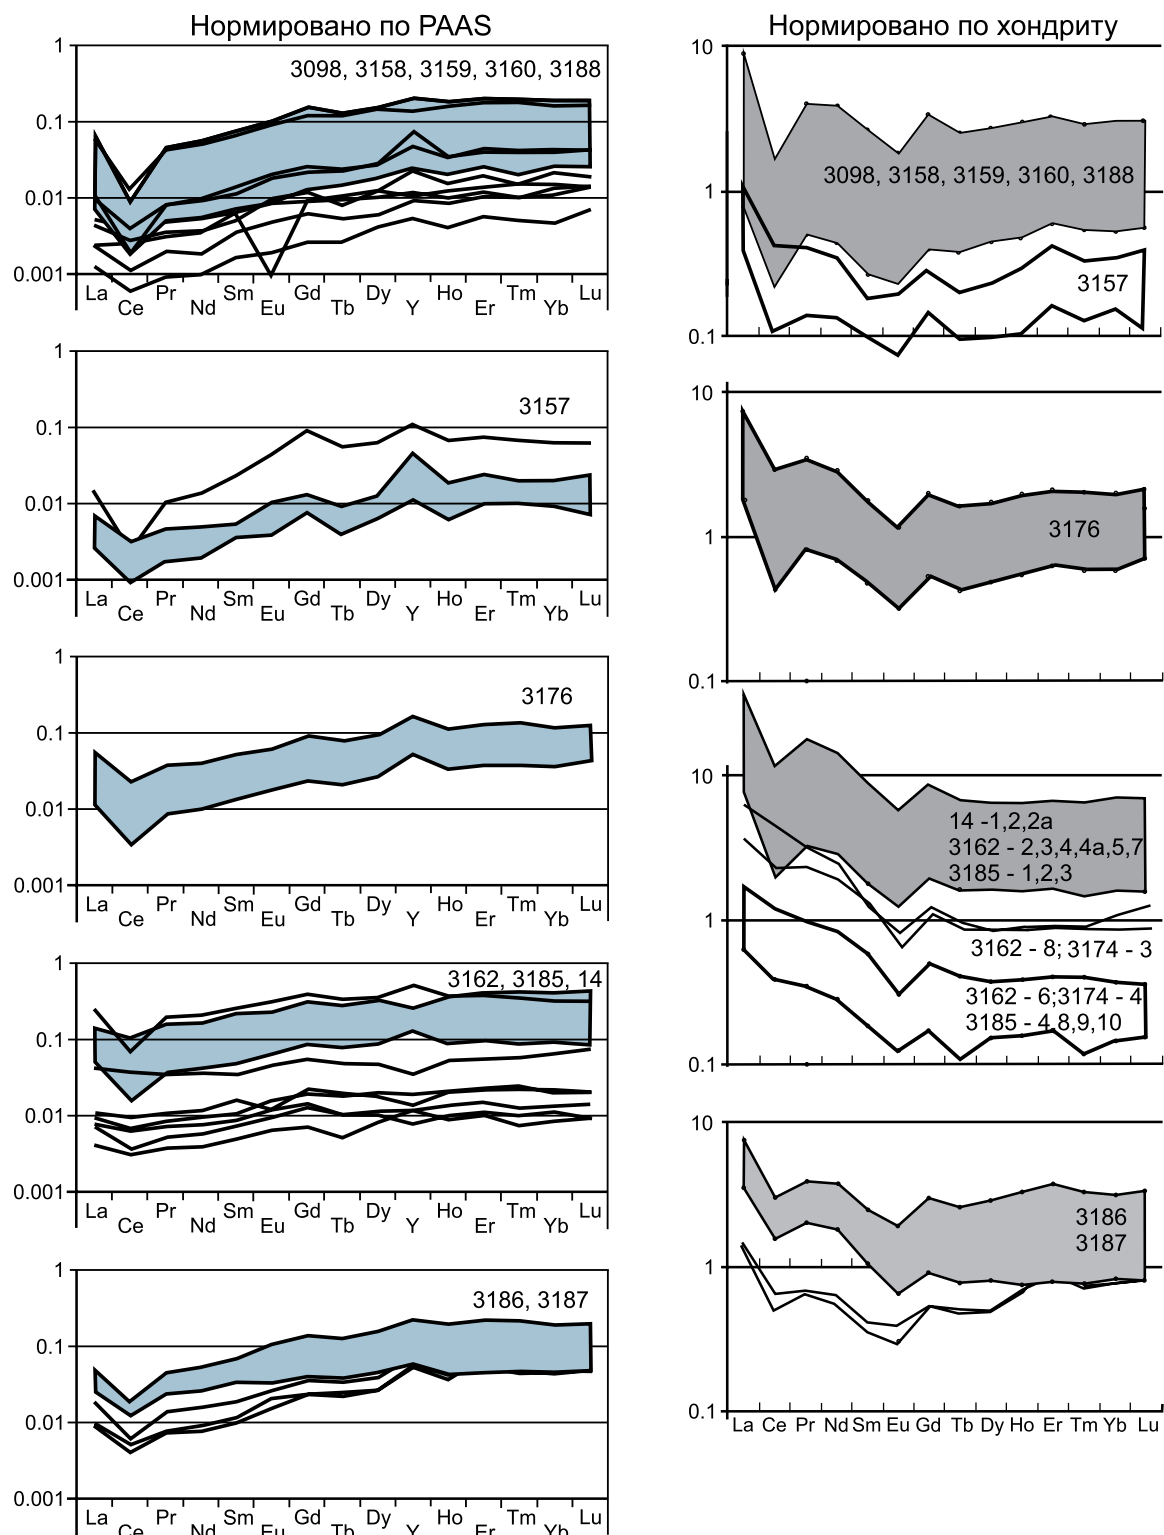 Нормировано по PAAS
1
3098, 3158, 3159, 3160, 3188
0.1
0.01
0.001
La Ce Pr Nd Sm Eu Gd Tb Dy Y Ho Er Tm Yb Lu
1
3157
0.1
0.01
0.001
La Ce Pr Nd Sm Eu Gd Tb Dy Y Ho Er Tm Yb Lu
1
3176
0.1
0.01
0.001
La Ce Pr Nd Sm Eu Gd Tb Dy Y Ho Er Tm Yb Lu
1
3162, 3185, 14
0.1
0.01
0.001
La Ce Pr Nd Sm Eu Gd Tb Dy Y Ho Er Tm Yb Lu
1
3186, 3187
0.1
0.01
0.001
La Ce Pr Nd Sm Eu Gd Tb Dy Y Ho Er Tm Yb Lu
Нормировано по хондриту
10
3098, 3158, 3159, 3160, 3188
1
3157
0.1
10
3176
1
0.1
10
14 -1,2,2a
3162 - 2,3,4,4a,5,7
3185 - 1,2,3
1
3162 - 8; 3174 - 3
3162 - 6;3174 - 4
3185 - 4,8,9,10
0.1
10
3186
3187
1
0.1
La Ce Pr Nd Sm Eu Gd Tb Dy Ho Er Tm Yb Lu